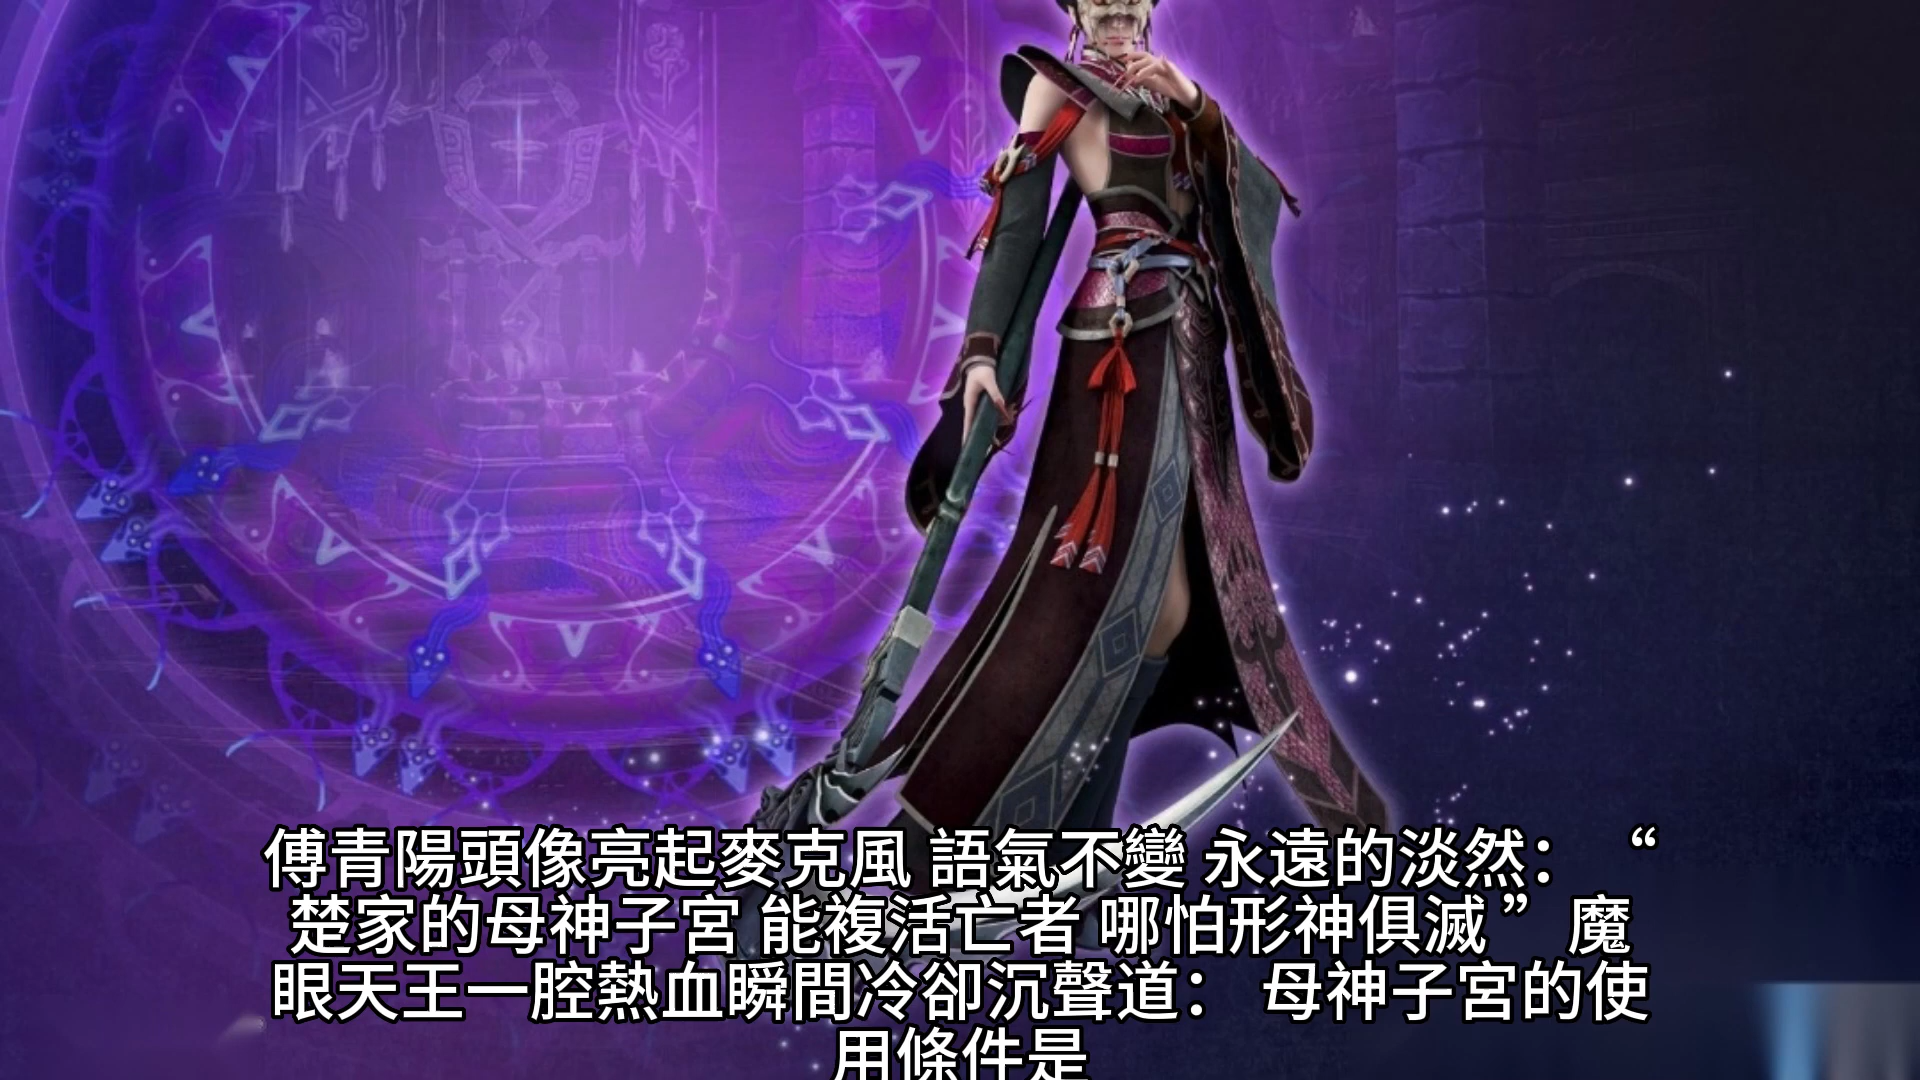 傅青陽頭像亮起麥克風 語氣不變 永遠的淡然：“
楚家的母神子宮 能複活亡者 哪怕形神俱滅 ” 魔
眼天王一腔熱血瞬間冷卻沉聲道： 母神子宮的使
用條件是